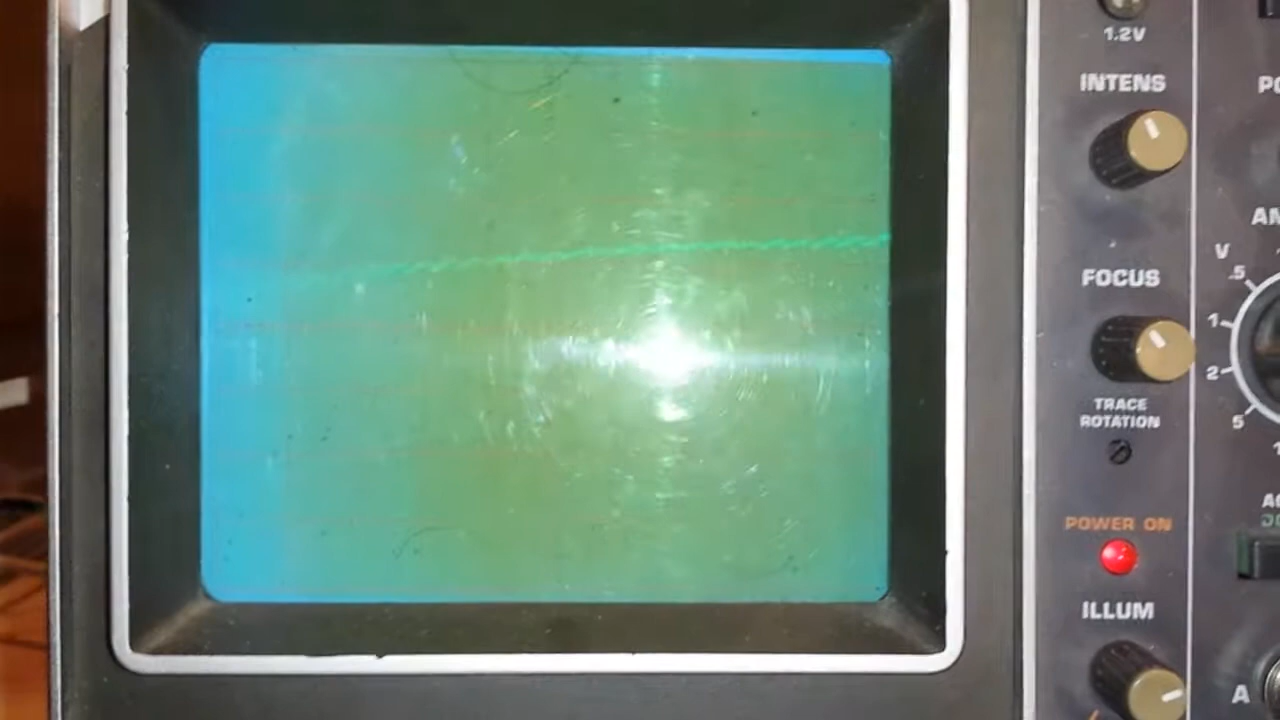 1.2V
INTENS
FOCUS
V
.5
1
2
5
TRACE
ROTATION
POWER ON
ILLUM
A